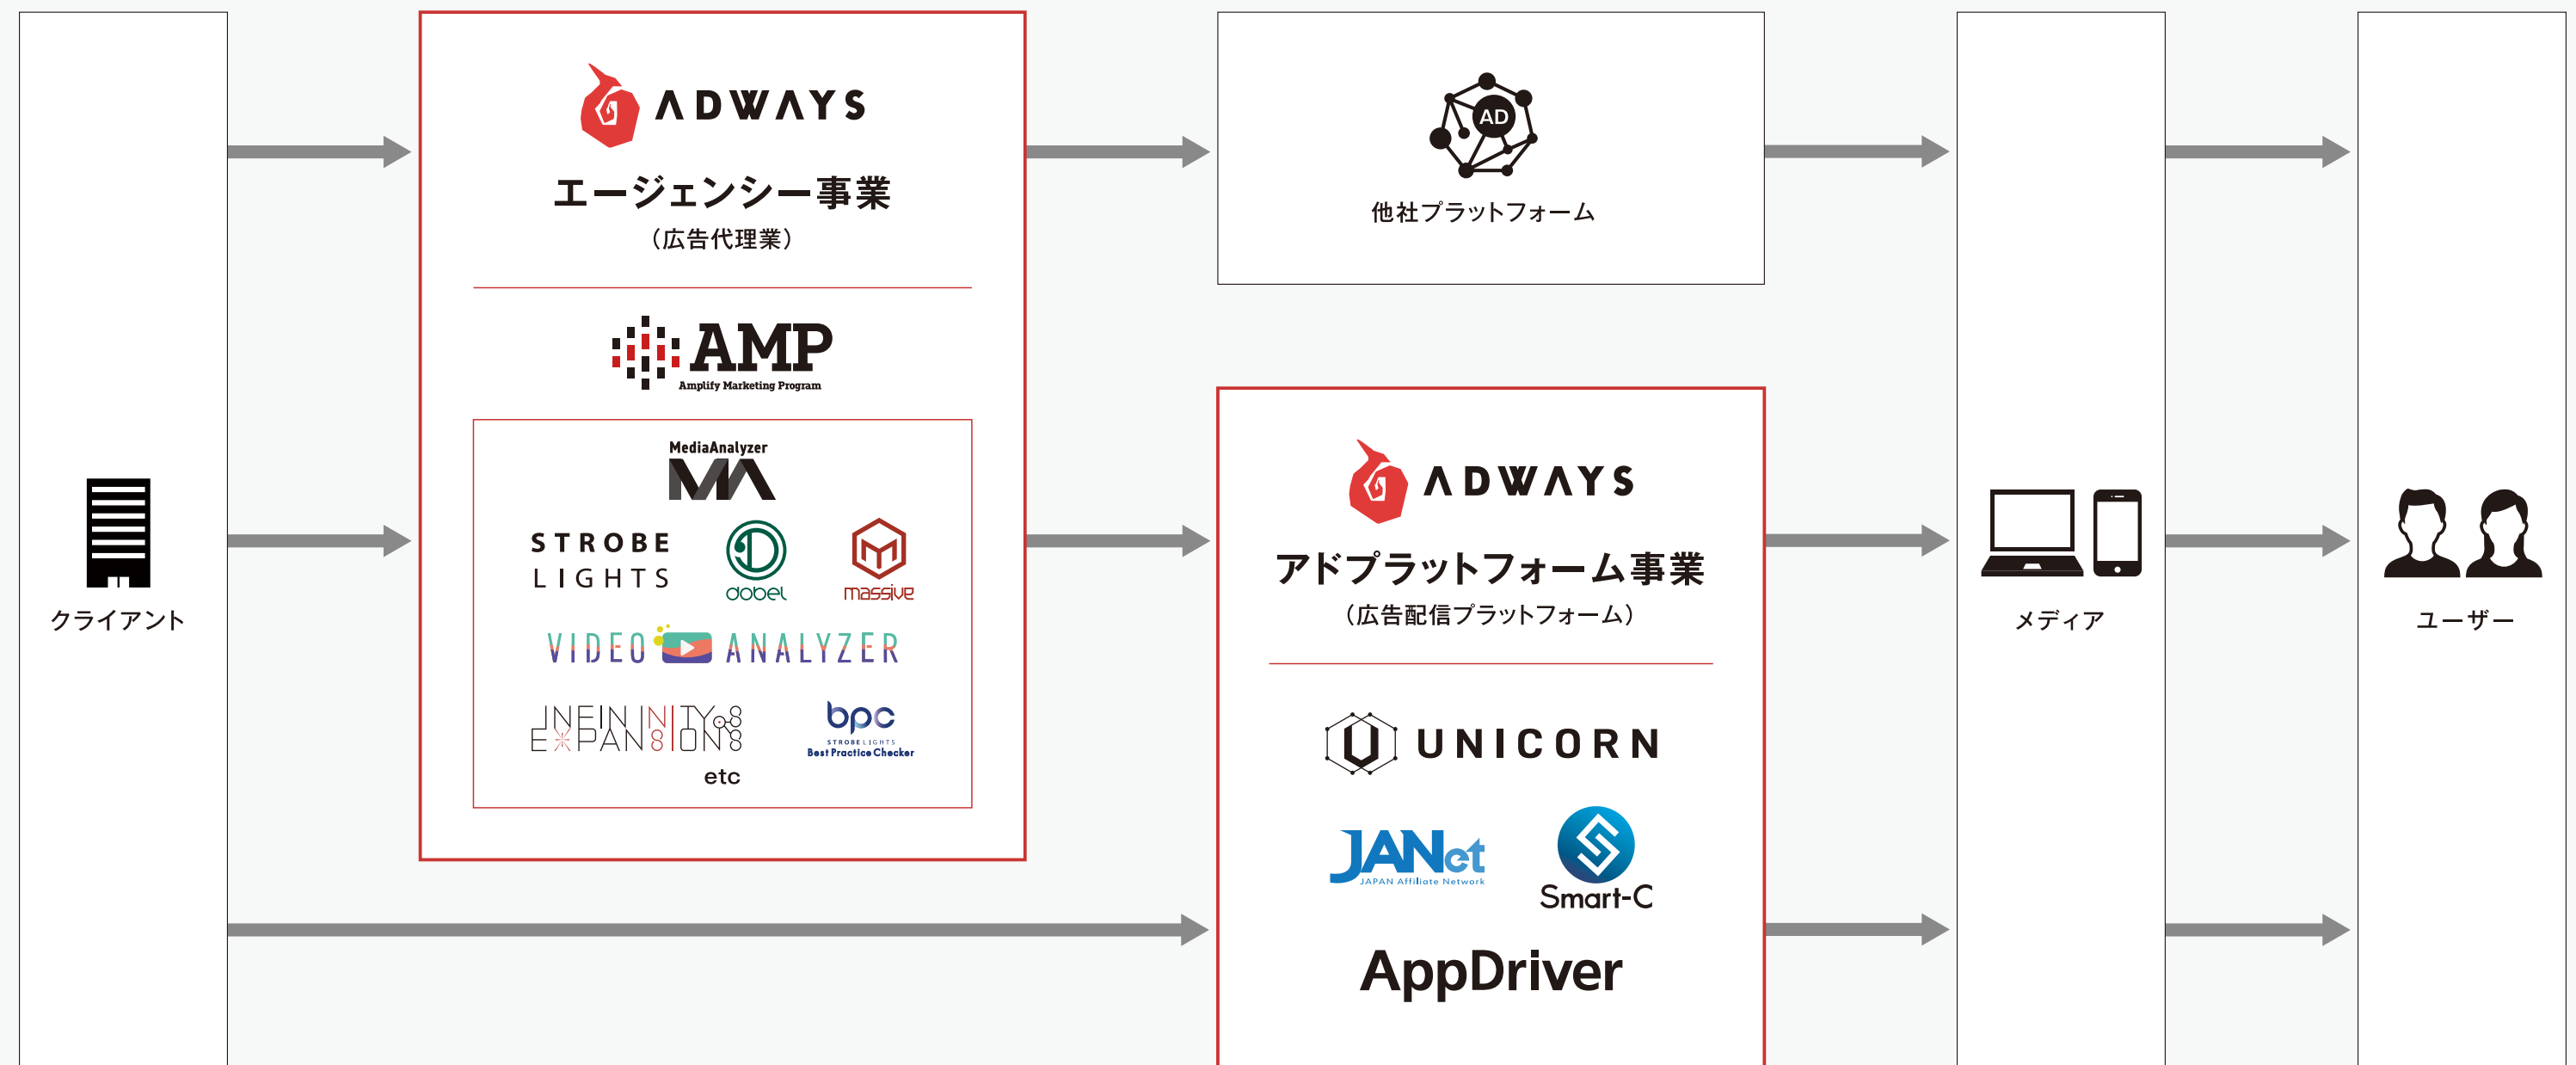 クライアント
ADWAYS
エージェンシー事業
（広告代理業）
AMP
Amplify Marketing Program
MediaAnalyzer
MA
STROBE
LIGHTS
dobel
massive
VIDEO ANALYZER
INFININITY
EXPANSIONS
bpc
STROBELIGHTS
Best Practice Checker
etc
AD
他社プラットフォーム
ADWAYS
アドプラットフォーム事業
（広告配信プラットフォーム）
UNICORN
JANet
JAPAN Affiliate Network
Smart-C
AppDriver
メディア
ユーザー